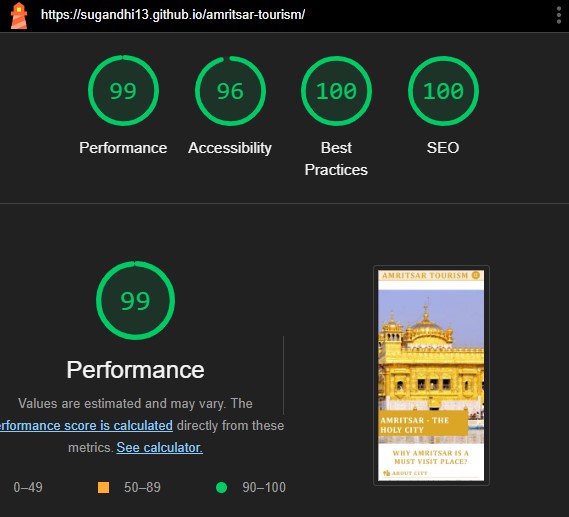 https://sugandhi13.github.io/amritsar-tourism/
99
96
100
100
Performance
Accessibility
Best
Practices
SEO
99
Performance
Values are estimated and may vary. The
erformance score is calculated directly from these
metrics. See calculator.
0–49
50–89
90–100
AMRITSAR TOURISM
AMRITSAR - THE
HOLY CITY
WHY AMRITSAR IS A
MUST VISIT PLACE?
ABOUT CITY